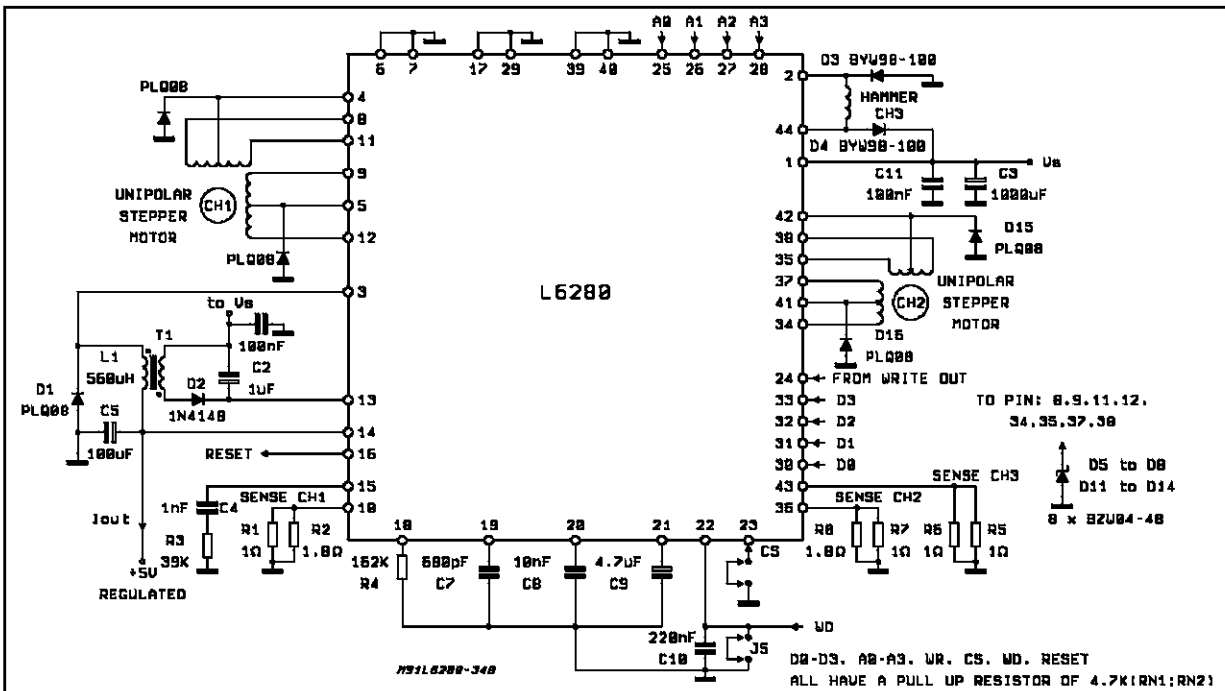 A0 A1 A2 A3
6 7 17 29 39 40 25 26 27 28
PLQ08
4
8
11
9
5
12
UNIPOLAR
STEPPER
MOTOR
CH1
PLQ08
3
to Vs
100nF
T1
L1
560uH
C2
1uF
D1
PLQ08
D2
1N4148
C5
100uF
13
14
RESET
16
15
1nF C4
SENSE CH1
10
R1
1Ω
R2
1.8Ω
Iout
R3
39K
+5V
REGULATED
L6280
D3 BYW98-100
2
HAMMER
CH3
44
D4 BYW98-100
1
Vs
C11
100nF
C3
1000uF
42
38
35
37
41
34
D15
PLQ08
UNIPOLAR
STEPPER
MOTOR
CH2
D16
PLQ08
24 FROM WRITE OUT
33 D3
32 D2
31 D1
30 D0
43
36
TO PIN: 8.9.11.12.
34.35.37.38
D5 to D8
D11 to D14
8 x BZW04-48
SENSE CH3
SENSE CH2
R8
1.8Ω
R7
1Ω
R6
1Ω
R5
1Ω
18 19 20 21 22 23
162K
R4
680pF
C7
10nF
C8
4.7uF
C9
CS
220nF
C10
J5
WD
M91L6280-34B
D0-D3. A0-A3. WR. CS. WD. RESET
ALL HAVE A PULL UP RESISTOR OF 4.7K(RN1;RN2)